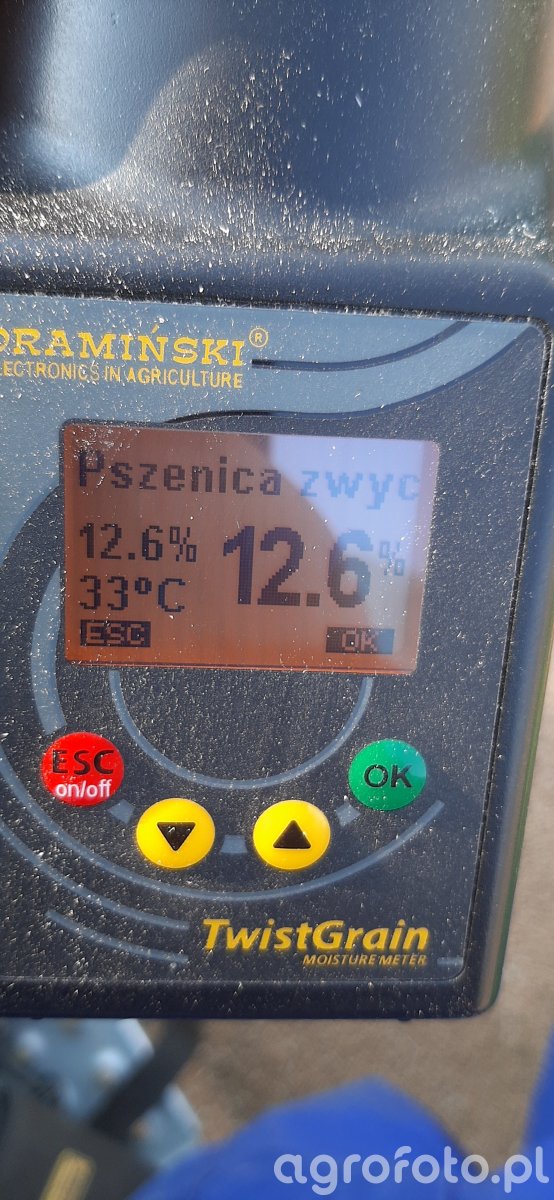 DRAMIŃSKI®
ELECTRONICS IN AGRICULTURE
Pszenica zwyc
12.6% 12.6%
33°C
ESC OK
ESC
on/off
OK
TwistGrain
MOISTURE METER
agrofoto.pl